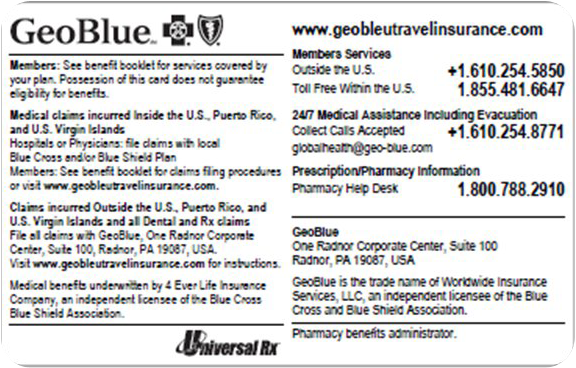 GeoBlue
Members: See benefit booklet for services covered by
your plan. Possession of this card does not guarantee
eligibility for benefits.
Medical claims incurred Inside the U.S., Puerto Rico,
and U.S. Virgin Islands
Hospitals or Physicians: file claims with local
Blue Cross and/or Blue Shield Plan
Members: See benefit booklet for claims filing procedures
or visit www.geobleutravelinsurance.com.
Claims incurred Outside the U.S., Puerto Rico, and
U.S. Virgin Islands and all Dental and Rx claims
File all claims with GeoBlue, One Radnor Corporate
Center, Suite 100, Radnor, PA 19087, USA.
Visit www.geobleutravelinsurance.com for instructions.
Medical benefits underwritten by 4 Ever Life Insurance
Company, an independent licensee of the Blue Cross
Blue Shield Association.
Universal Rx
www.geobleutravelinsurance.com
Members Services
Outside the U.S. +1.610.254.5850
Toll Free Within the U.S. 1.855.481.6647
24/7 Medical Assistance Including Evacuation
Collect Calls Accepted +1.610.254.8771
globalhealth@geo-blue.com
Prescription/Pharmacy Information
Pharmacy Help Desk 1.800.788.2910
GeoBlue
One Radnor Corporate Center, Suite 100
Radnor, PA 19087, USA
GeoBlue is the trade name of Worldwide Insurance
Services, LLC, an independent licensee of the Blue
Cross and Blue Shield Association.
Pharmacy benefits administrator.